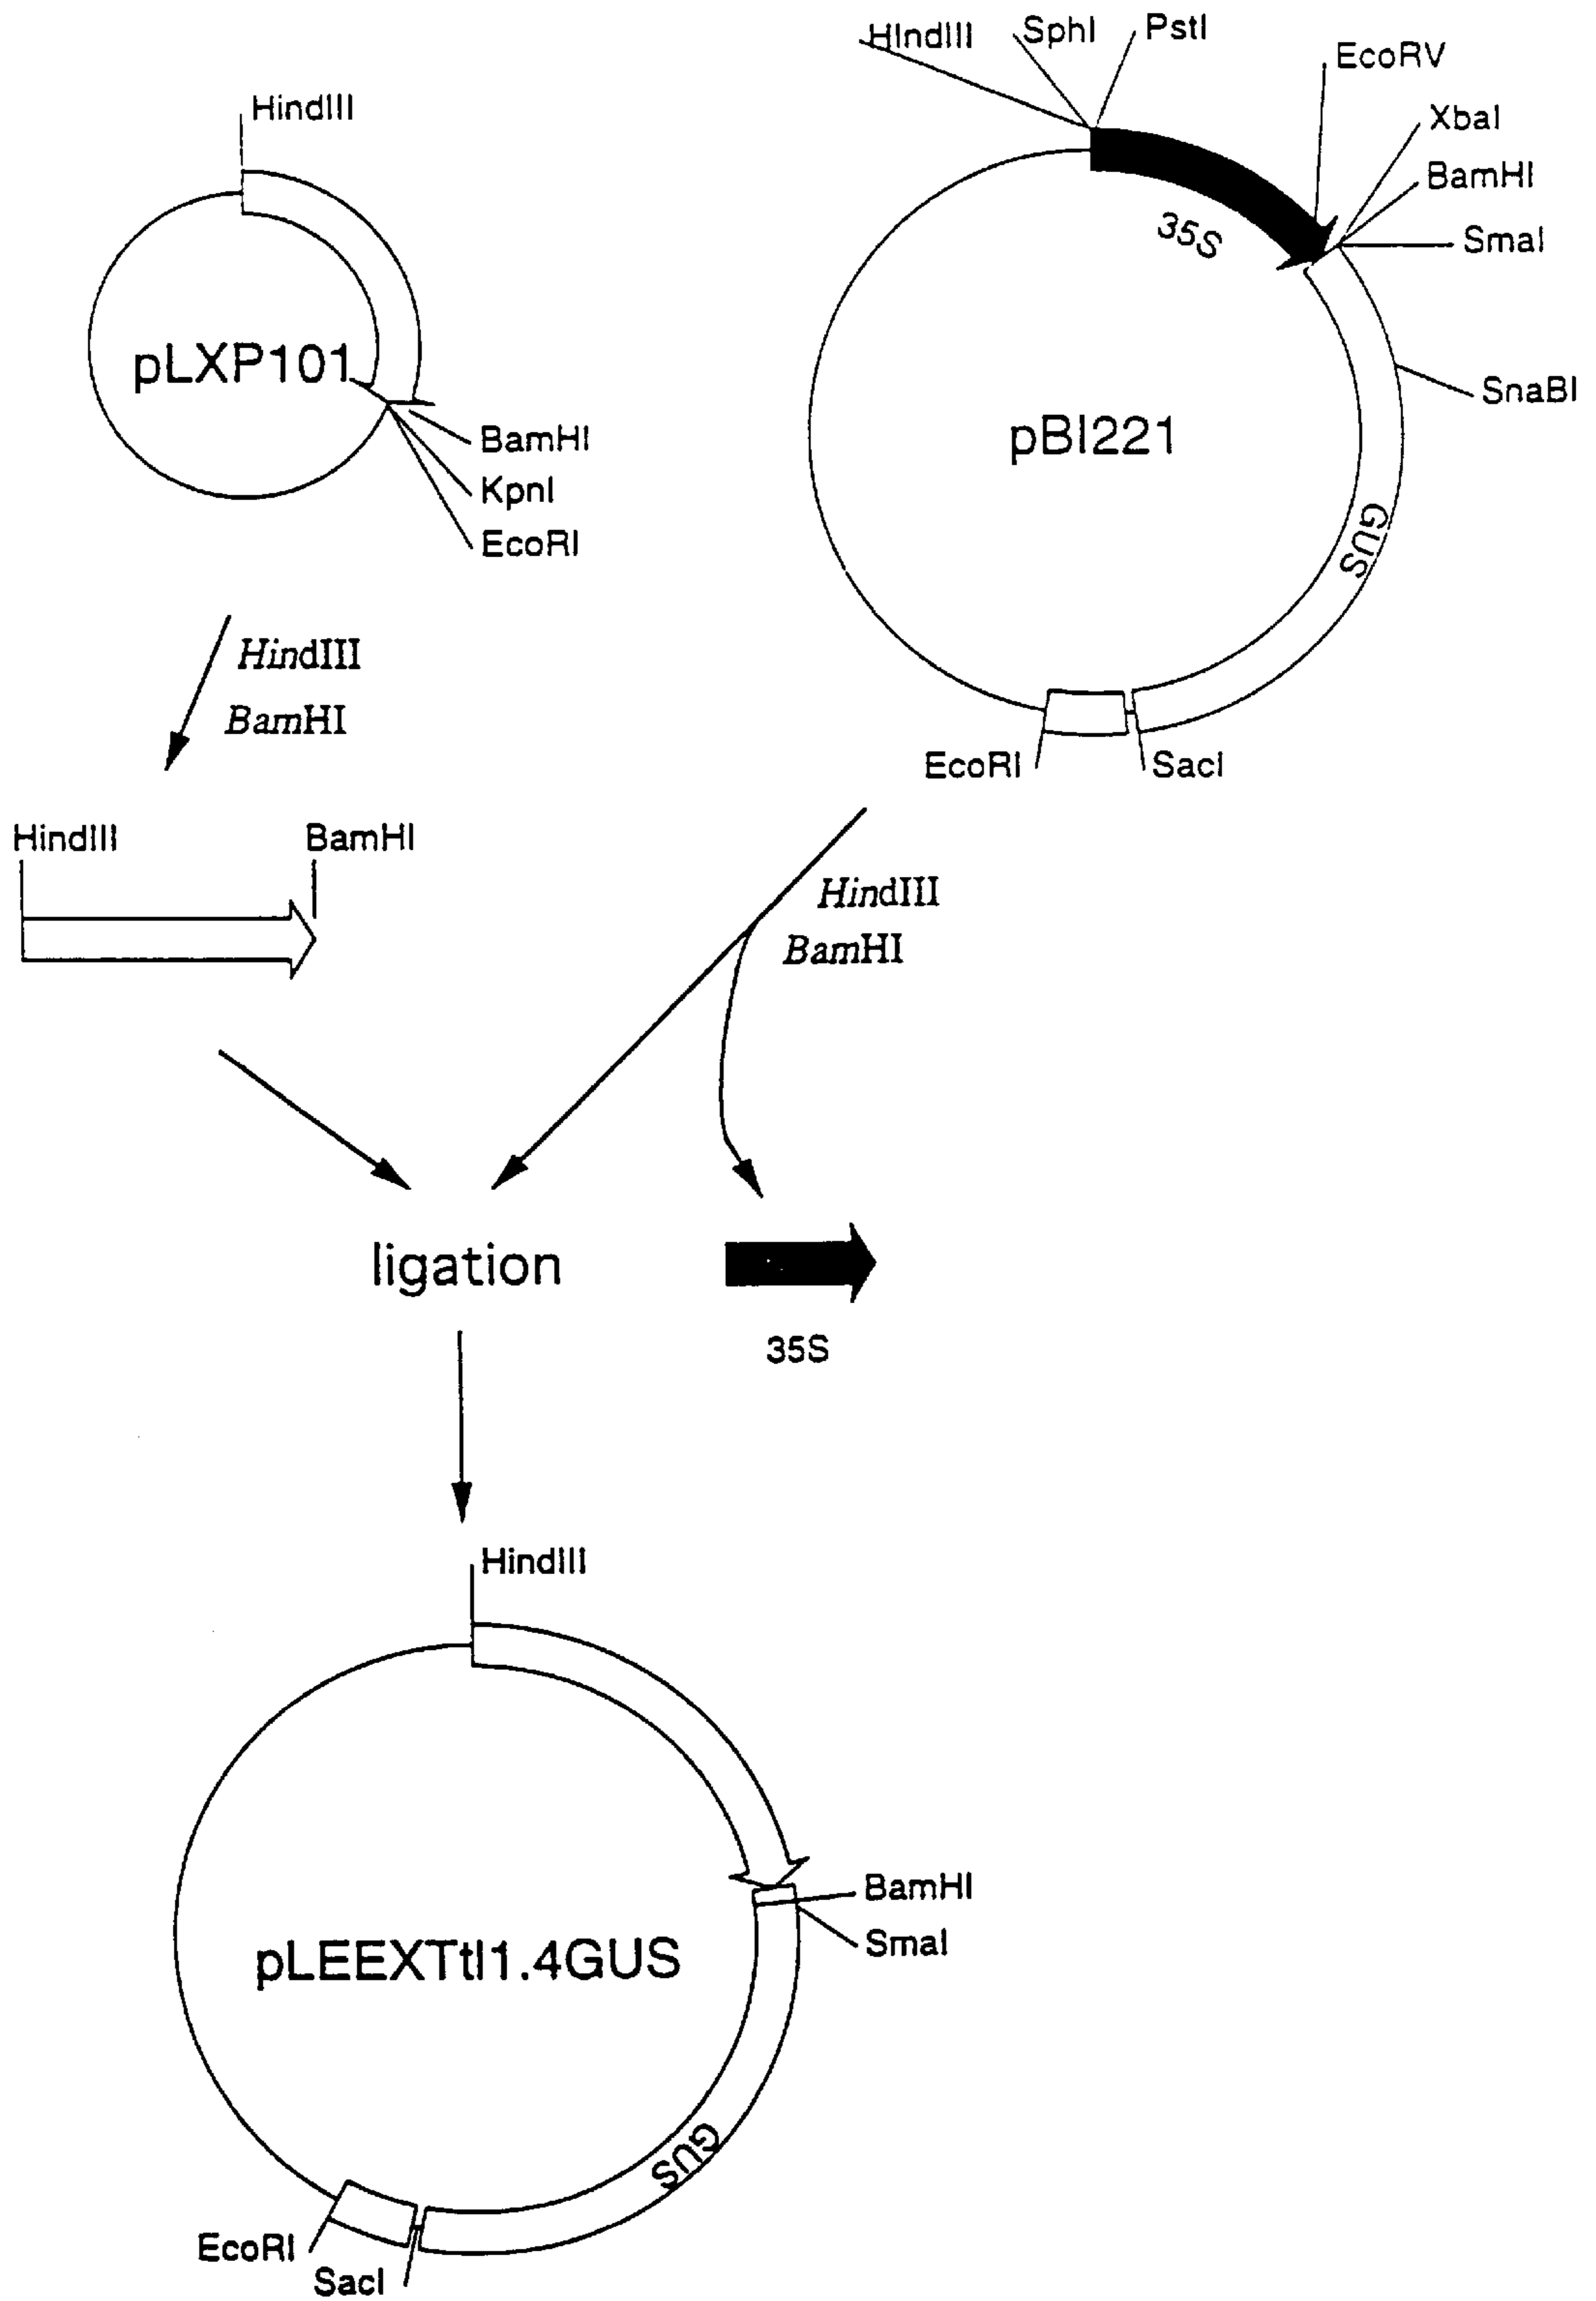 HindIII
SphI
PstI
EcoRV
XbaI
BamHI
SmaI
35S
SnaBI
pBI221
GUS
EcoRI
SacI
HindIII
pLXP101
BamHI
KpnI
EcoRI
HindIII
BamHI
HindIII
BamHI
HindIII
BamHI
ligation
35S
HindIII
BamHI
SmaI
pLEEXTtl1.4GUS
GUS
EcoRI
SacI